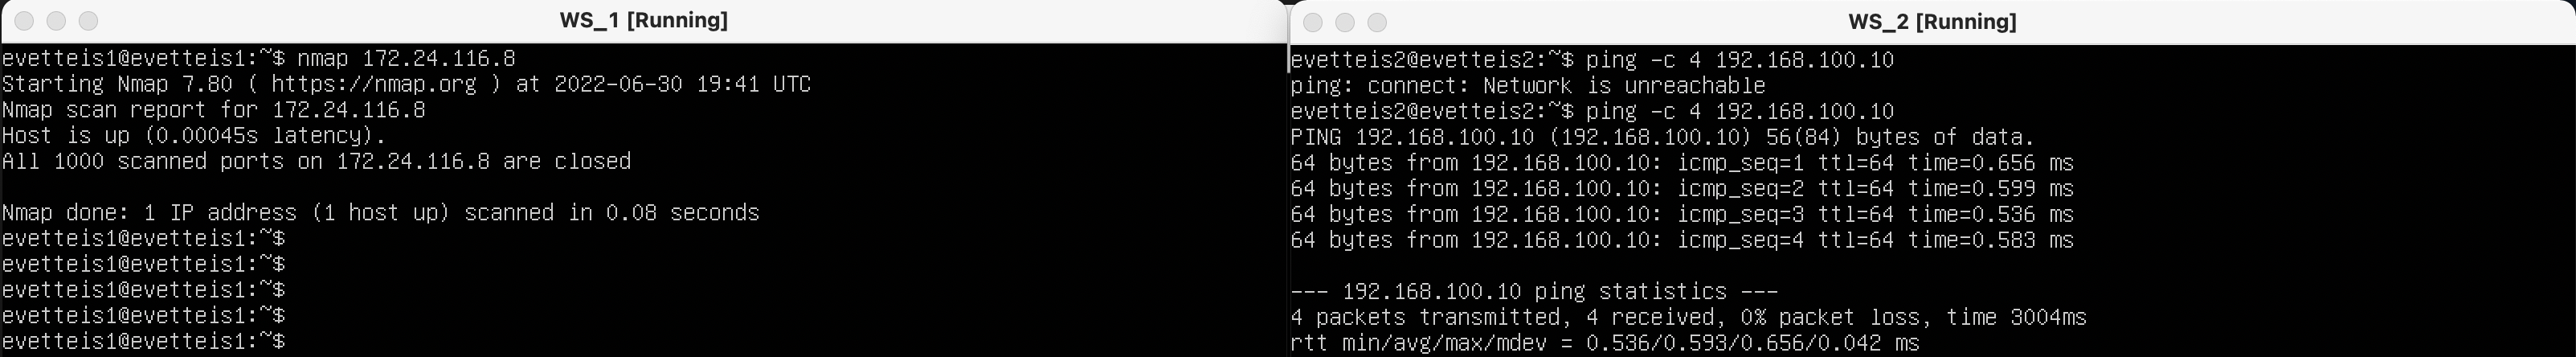 WS_1 [Running]
evetteis1@evetteis1:~$ nmap 172.24.116.8
Starting Nmap 7.80 ( https://nmap.org ) at 2022-06-30 19:41 UTC
Nmap scan report for 172.24.116.8
Host is up (0.00045s latency).
All 1000 scanned ports on 172.24.116.8 are closed
Nmap done: 1 IP address (1 host up) scanned in 0.08 seconds
evetteis1@evetteis1:~$
evetteis1@evetteis1:~$
evetteis1@evetteis1:~$
evetteis1@evetteis1:~$
evetteis1@evetteis1:~$
WS_2 [Running]
evetteis2@evetteis2:~$ ping -c 4 192.168.100.10
ping: connect: Network is unreachable
evetteis2@evetteis2:~$ ping -c 4 192.168.100.10
PING 192.168.100.10 (192.168.100.10) 56(84) bytes of data.
64 bytes from 192.168.100.10: icmp_seq=1 ttl=64 time=0.656 ms
64 bytes from 192.168.100.10: icmp_seq=2 ttl=64 time=0.599 ms
64 bytes from 192.168.100.10: icmp_seq=3 ttl=64 time=0.536 ms
64 bytes from 192.168.100.10: icmp_seq=4 ttl=64 time=0.583 ms
--- 192.168.100.10 ping statistics ---
4 packets transmitted, 4 received, 0% packet loss, time 3004ms
rtt min/avg/max/mdev = 0.536/0.593/0.656/0.042 ms